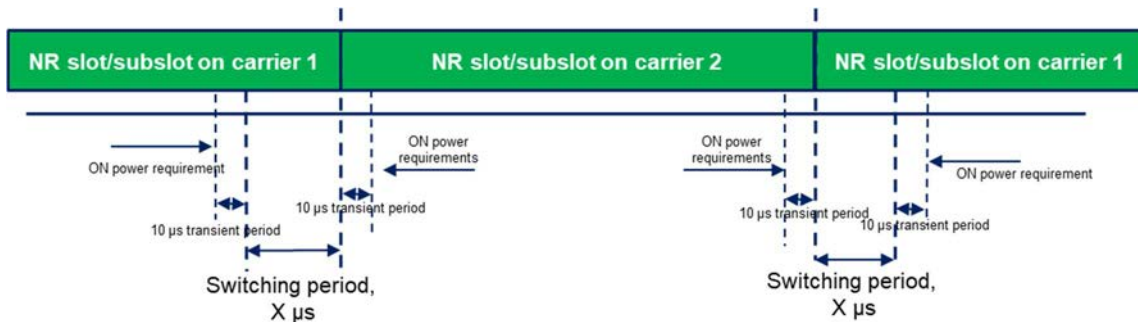 NR slot/subslot on carrier 1
NR slot/subslot on carrier 2
NR slot/subslot on carrier 1
ON power requirement
ON power
requirements
ON power
requirements
ON power requirement
10 µs transient period
10 µs transient period
10 µs transient period
10 µs transient period
Switching period,
X µs
Switching period,
X µs